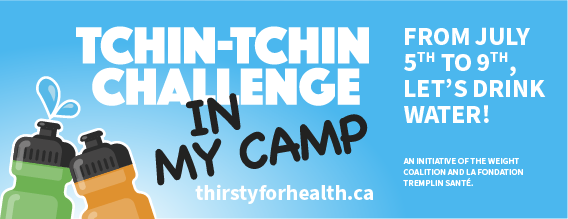 TCHIN-TCHIN
CHALLENGE
IN
MY CAMP
thirstyforhealth.ca
FROM JULY
5TH TO 9TH,
LET'S DRINK
WATER!
AN INITIATIVE OF THE WEIGHT
COALITION AND LA FONDATION
TREMPLIN SANTÉ.